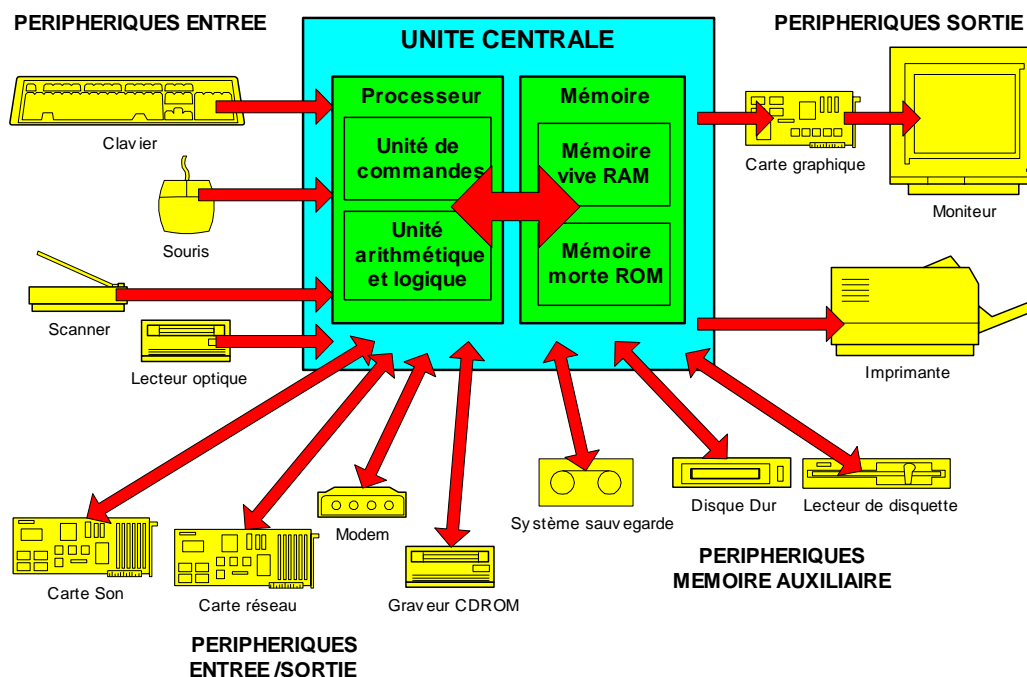 PERIPHERIQUES ENTREE
UNITE CENTRALE
PERIPHERIQUES SORTIE
Processeur
Mémoire
Clavier
Unité de
commandes
Mémoire
vive RAM
Carte graphique
Moniteur
Souris
Unité
arithmétique
et logique
Mémoire
morte ROM
Scanner
Lecteur optique
Imprimante
Carte Son
Carte réseau
Modem
Graveur CDROM
Système sauvegarde
Disque Dur
Lecteur de disquette
PERIPHERIQUES
MEMOIRE AUXILIAIRE
PERIPHERIQUES
ENTREE/SORTIE